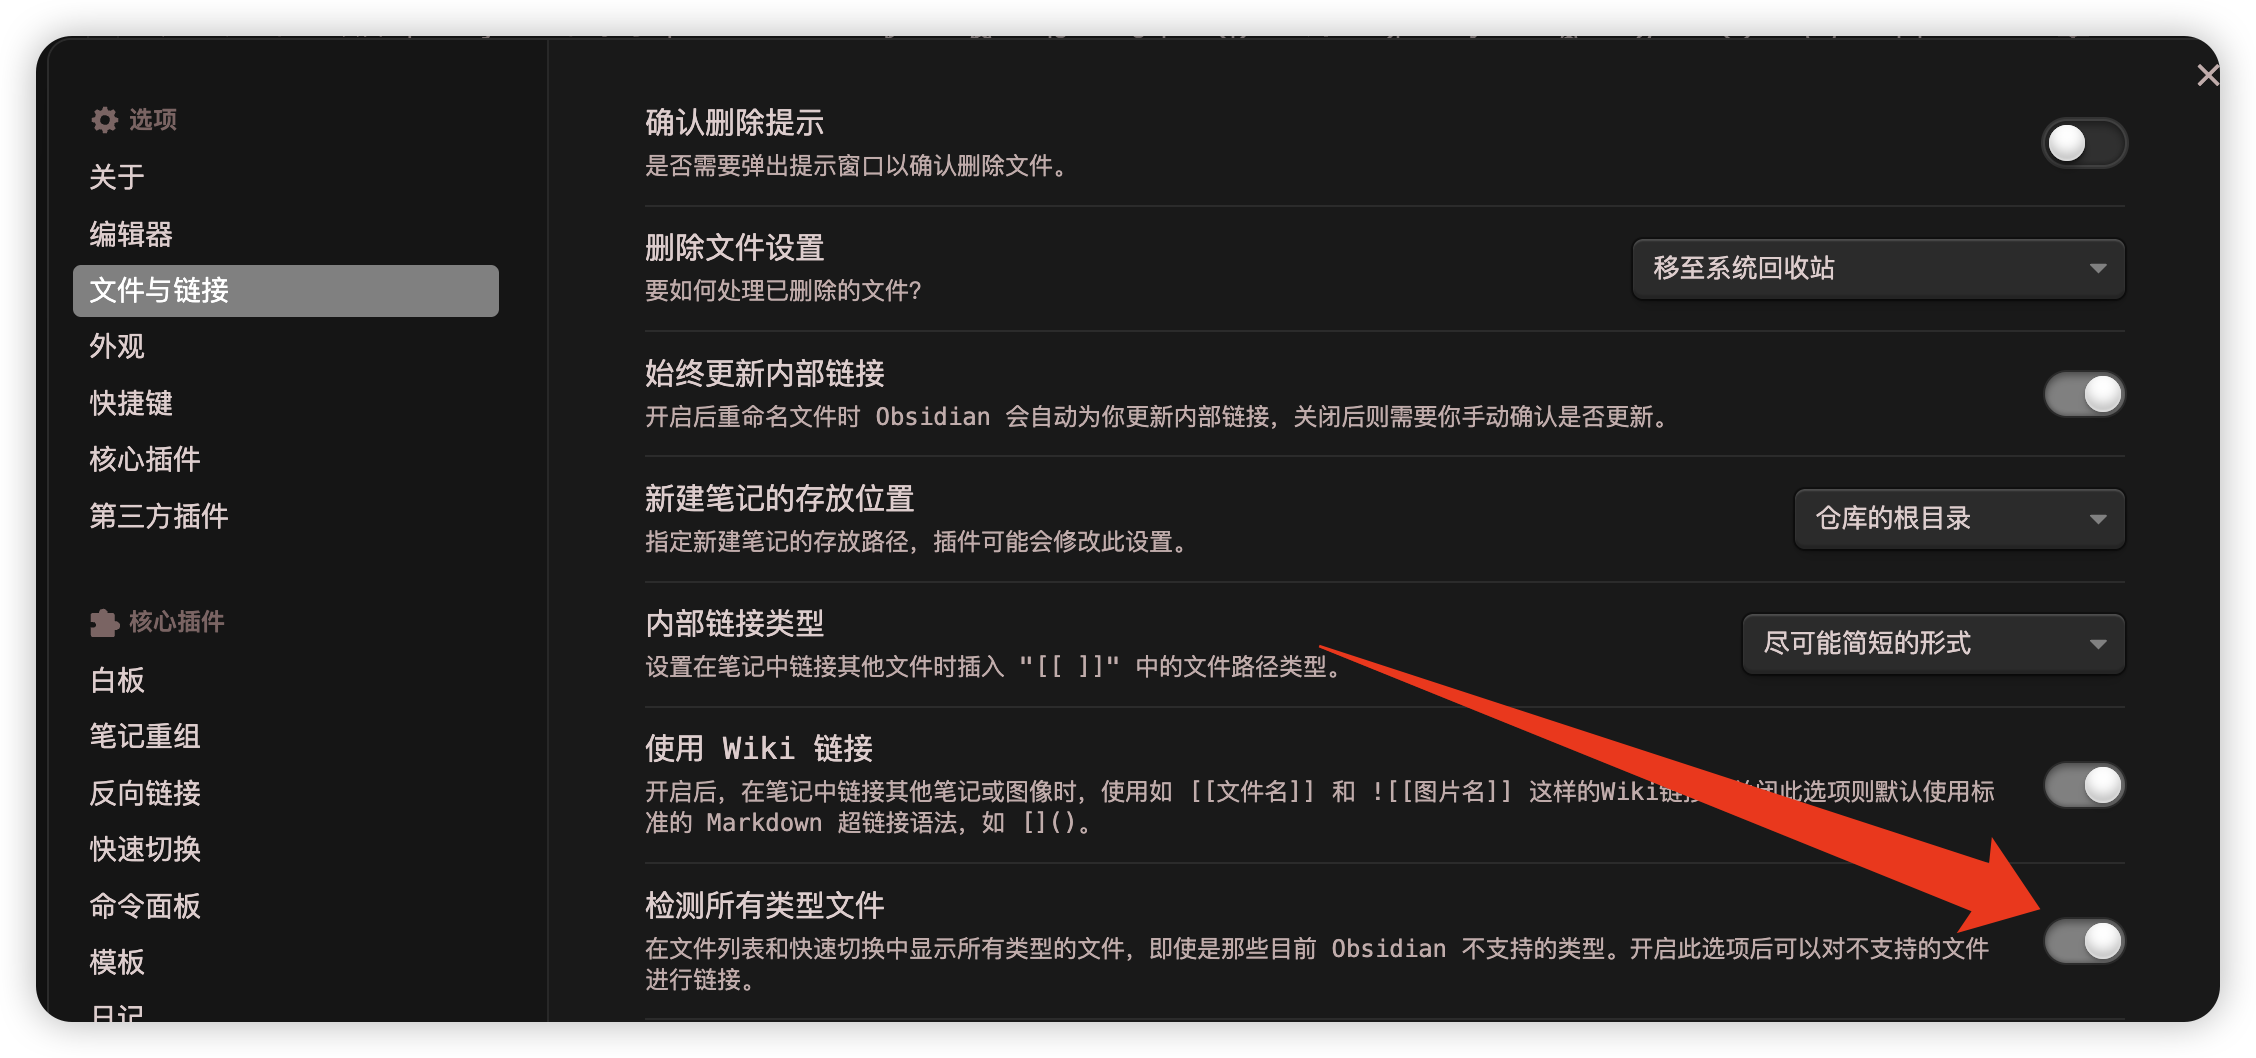 选项
关于
编辑器
文件与链接
外观
快捷键
核心插件
第三方插件
核心插件
白板
笔记重组
反向链接
快速切换
命令面板
模板
日记
确认删除提示
是否需要弹出提示窗口以确认删除文件。
删除文件设置
要如何处理已删除的文件?
移至系统回收站
始终更新内部链接
开启后重命名文件时 Obsidian 会自动为你更新内部链接，关闭后则需要你手动确认是否更新。
新建笔记的存放位置
指定新建笔记的存放路径，插件可能会修改此设置。
仓库的根目录
内部链接类型
设置在笔记中链接其他文件时插入 "[[ ]]" 中的文件路径类型。
尽可能简短的形式
使用 Wiki 链接
开启后，在笔记中链接其他笔记或图像时，使用如 [[文件名]] 和 ![[图片名]] 这样的Wiki链接 闭此选项则默认使用标
准的 Markdown 超链接语法，如 []()。
检测所有类型文件
在文件列表和快速切换中显示所有类型的文件，即使是那些目前 Obsidian 不支持的类型。开启此选项后可以对不支持的文件
进行链接。